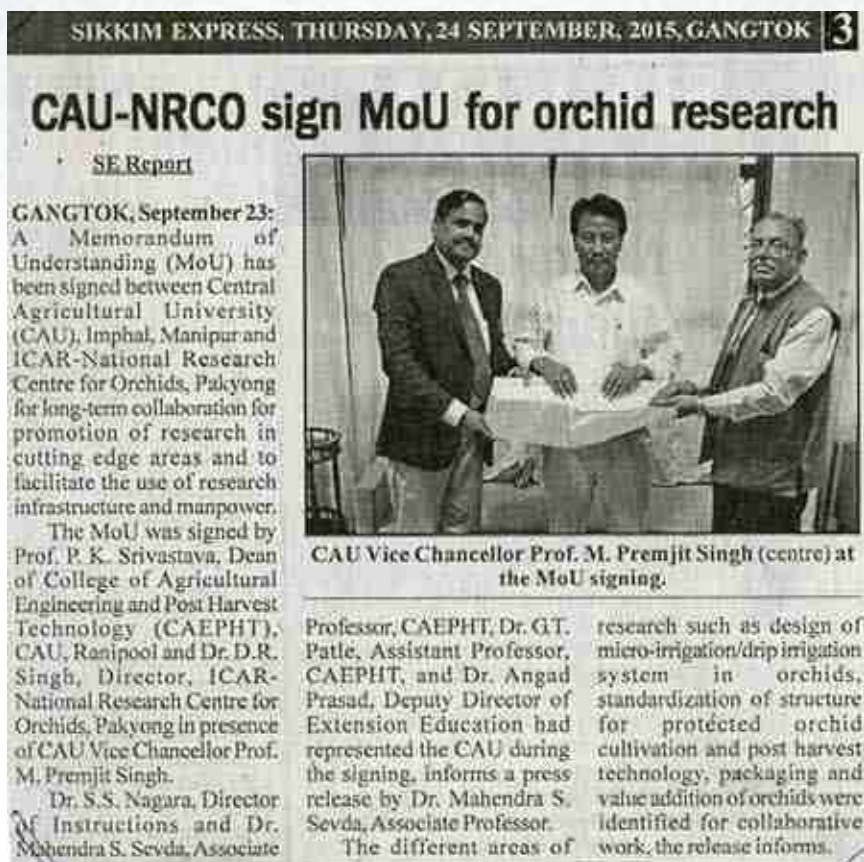 SIKKIM EXPRESS, THURSDAY, 24 SEPTEMBER, 2015, GANGTOK 3
CAU-NRCO sign MoU for orchid research
SE Report
GANGTOK, September 23:
A Memorandum of
Understanding (MoU) has
been signed between Central
Agricultural University
(CAU), Imphal, Manipur and
ICAR-National Research
Centre for Orchids, Pakyong
for long-term collaboration for
promotion of research in
cutting edge areas and to
facilitate the use of research
infrastructure and manpower.
The MoU was signed by
Prof. P. K. Srivastava, Dean
of College of Agricultural
Engineering and Post Harvest
Technology (CAEPHT),
CAU, Ranipool and Dr. D.R.
Singh, Director, ICAR-
National Research Centre for
Orchids, Pakyong in presence
of CAU Vice Chancellor Prof.
M. Premjit Singh.
Dr. S.S. Nagara, Director
of Instructions and Dr.
Mahendra S. Sevda, Associate
CAU Vice Chancellor Prof. M. Premjit Singh (centre) at
the MoU signing.
Professor, CAEPHT, Dr. G.T.
Patle, Assistant Professor,
CAEPHT, and Dr. Angad
Prasad, Deputy Director of
Extension Education had
represented the CAU during
the signing, informs a press
release by Dr. Mahendra S.
Sevda, Associate Professor.
The different areas of
research such as design of
micro-irrigation/drip irrigation
system in orchids,
standardization of structure
for protected orchid
cultivation and post harvest
technology, packaging and
value addition of orchids were
identified for collaborative
work, the release informs.